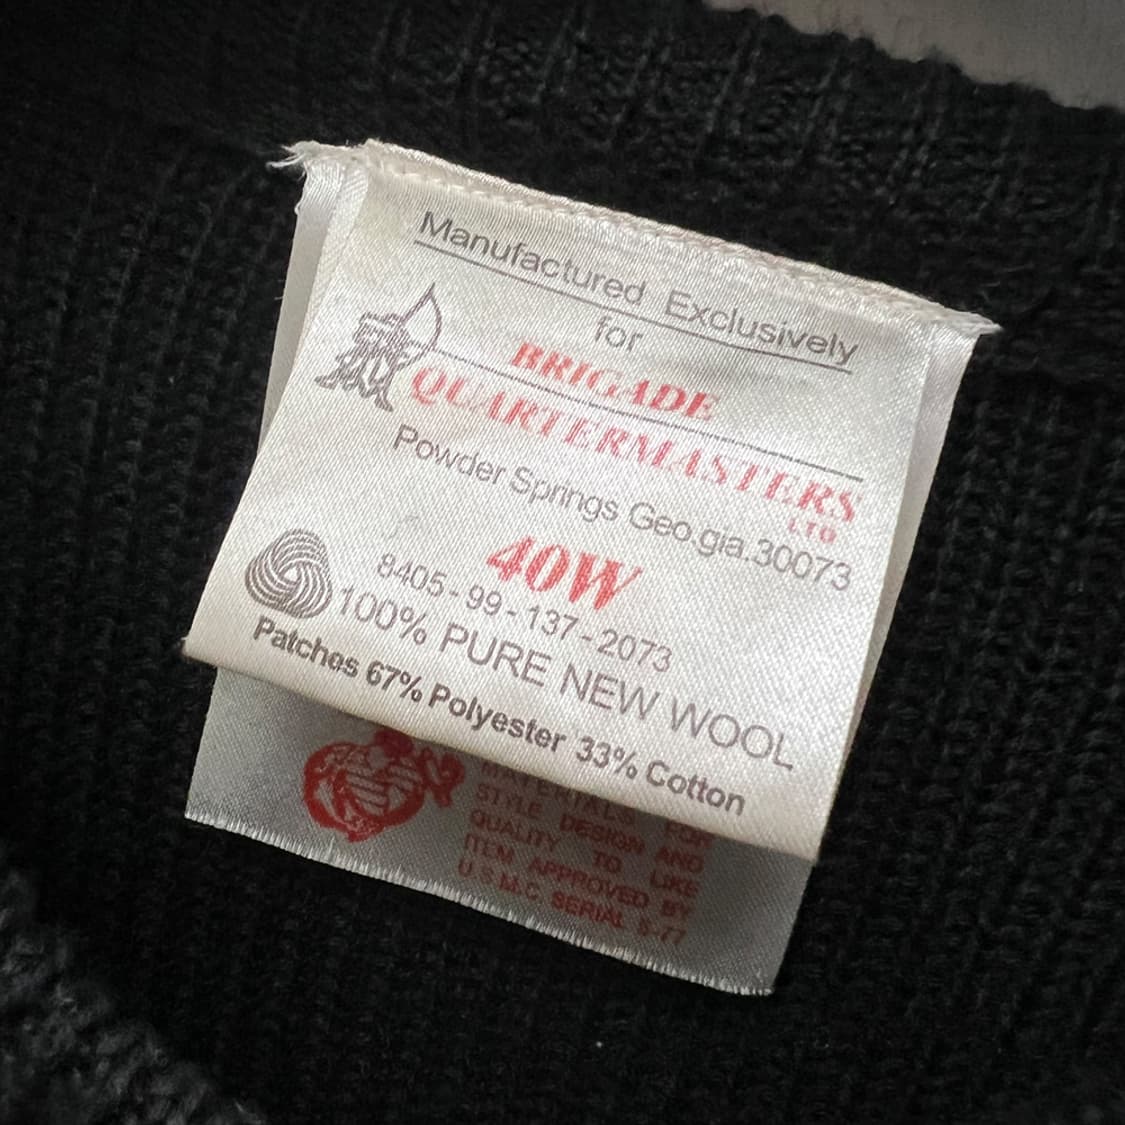 Manufactured Exclusively
for
BRIGADE
QUARTERMASTERS
LTD
Powder Springs Geo.gia.30073
40W
8405-99-137-2073
100% PURE NEW WOOL
Patches 67% Polyester 33% Cotton
MATERIALS FOR
STYLE DESIGN AND
QUALITY TO LIKE
ITEM APPROVED BY
U.S.M.C. SERIAL 5-77